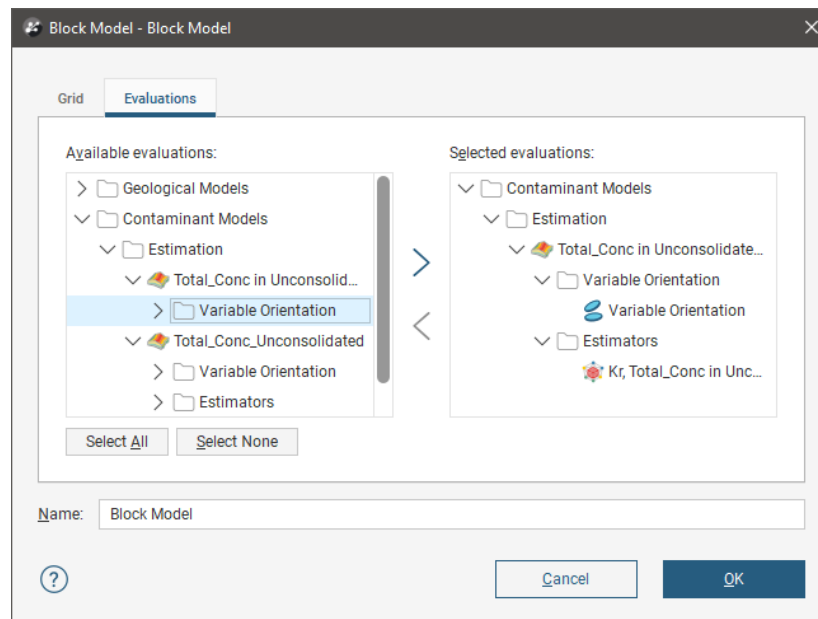 Block Model - Block Model
Grid
Evaluations
Available evaluations:
Geological Models
Contaminant Models
Estimation
Total_Conc in Unconsolid...
Variable Orientation
Total_Conc_Unconsolidated
Variable Orientation
Estimators
Select All
Select None
Selected evaluations:
Contaminant Models
Estimation
Total_Conc in Unconsolidate...
Variable Orientation
Variable Orientation
Estimators
Kr, Total_Conc in Unc...
Name:
Block Model
?
Cancel
OK